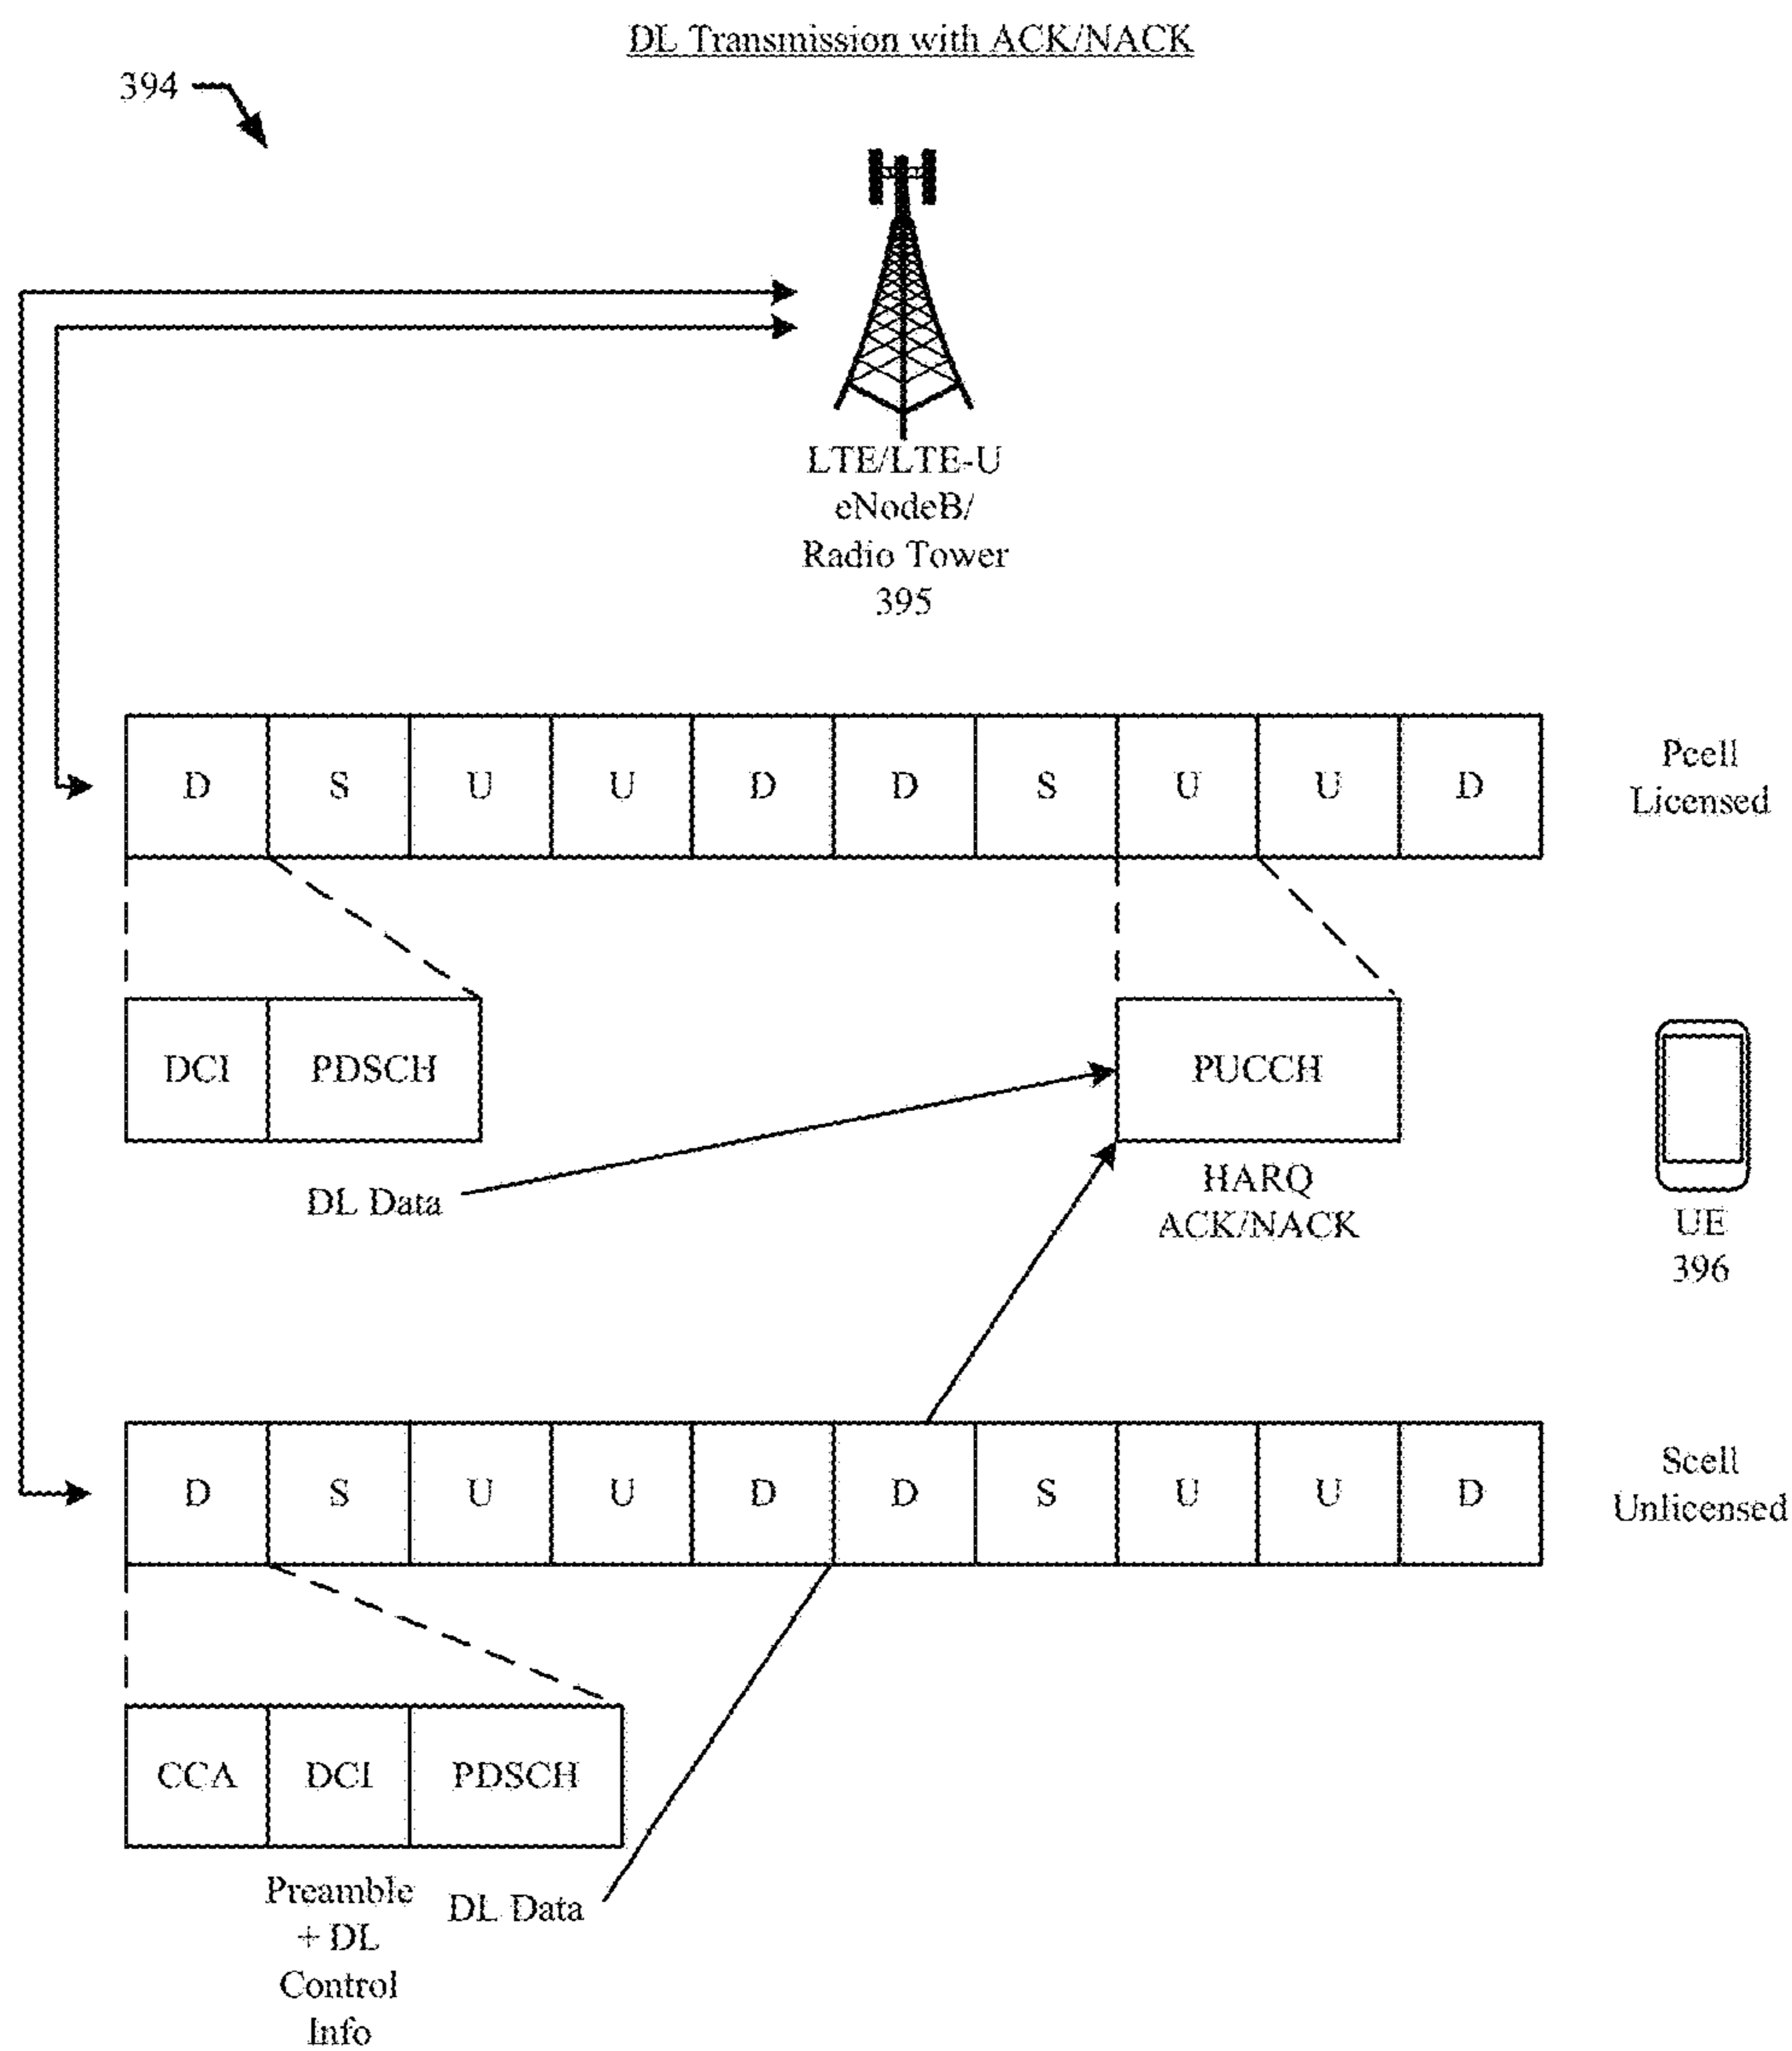 DL Transmission with ACK/NACK
394
LTE/LTE-U
eNodeB/
Radio Tower
395
D S U U D D S U U D
Pcell
Licensed
DCI PDSCH
PUCCH
DL Data
HARQ
ACK/NACK
UE
396
D S U U D D S U U D
Scell
Unlicensed
CCA DCI PDSCH
Preamble
+ DL
Control
Info
DL Data